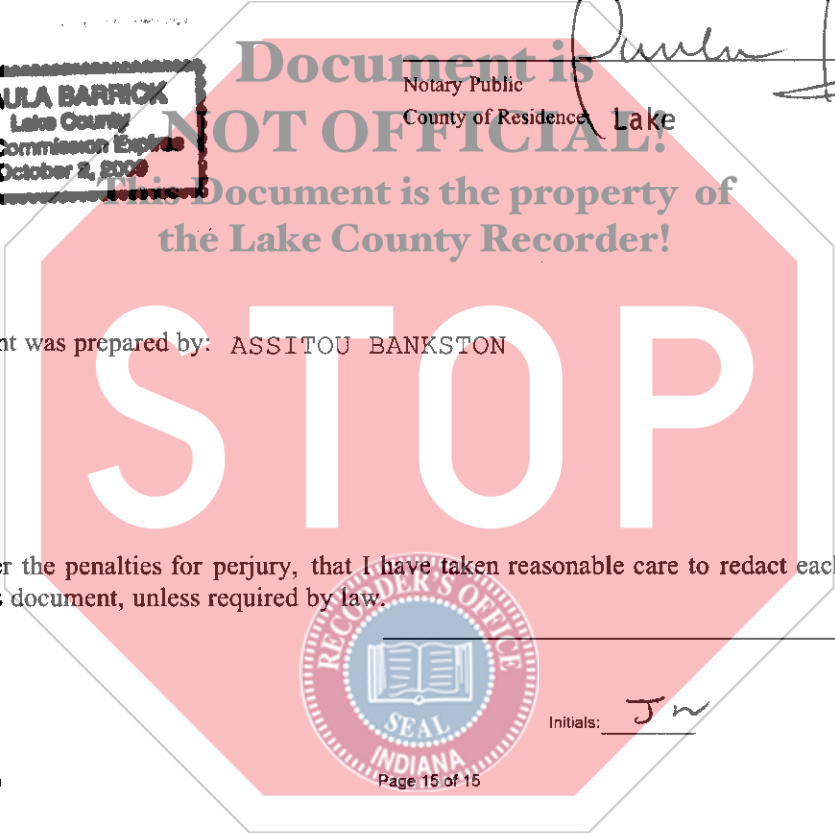 Document is
NOT OFFICIAL!
This Document is the property of
the Lake County Recorder!
ULA BARRICK
Lake County
Commission Expires
October 2, 2009
Paula
Notary Public
County of Residence Lake
nt was prepared by: ASSITOU BANKSTON
STOP
er the penalties for perjury, that I have taken reasonable care to redact each
s document, unless required by law.
RECORDER'S OFFICE
SEAL
INDIANA
Initials: JW
Page 15 of 15